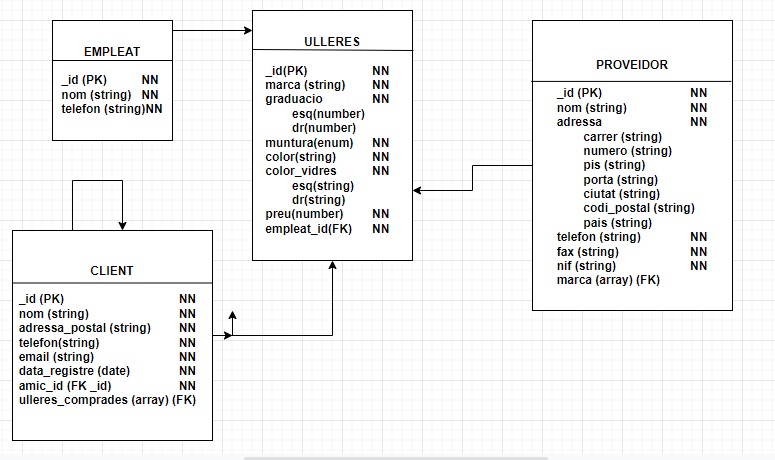 EMPLEAT
_id (PK) NN
nom (string) NN
telefon (string)NN
ULLERES
_id(PK) NN
marca (string) NN
graduacio NN
esq(number)
dr(number)
muntura(enum) NN
color(string) NN
color_vidres NN
esq(string)
dr(string)
preu(number) NN
empleat_id(FK) NN
PROVEIDOR
_id (PK) NN
nom (string) NN
adressa NN
carrer (string)
numero (string)
pis (string)
porta (string)
ciutat (string)
codi_postal (string)
pais (string)
telefon (string) NN
fax (string) NN
nif (string) NN
marca (array) (FK)
CLIENT
_id (PK) NN
nom (string) NN
adressa_postal (string) NN
telefon(string) NN
email (string) NN
data_registre (date) NN
amic_id (FK _id) NN
ulleres_comprades (array) (FK)